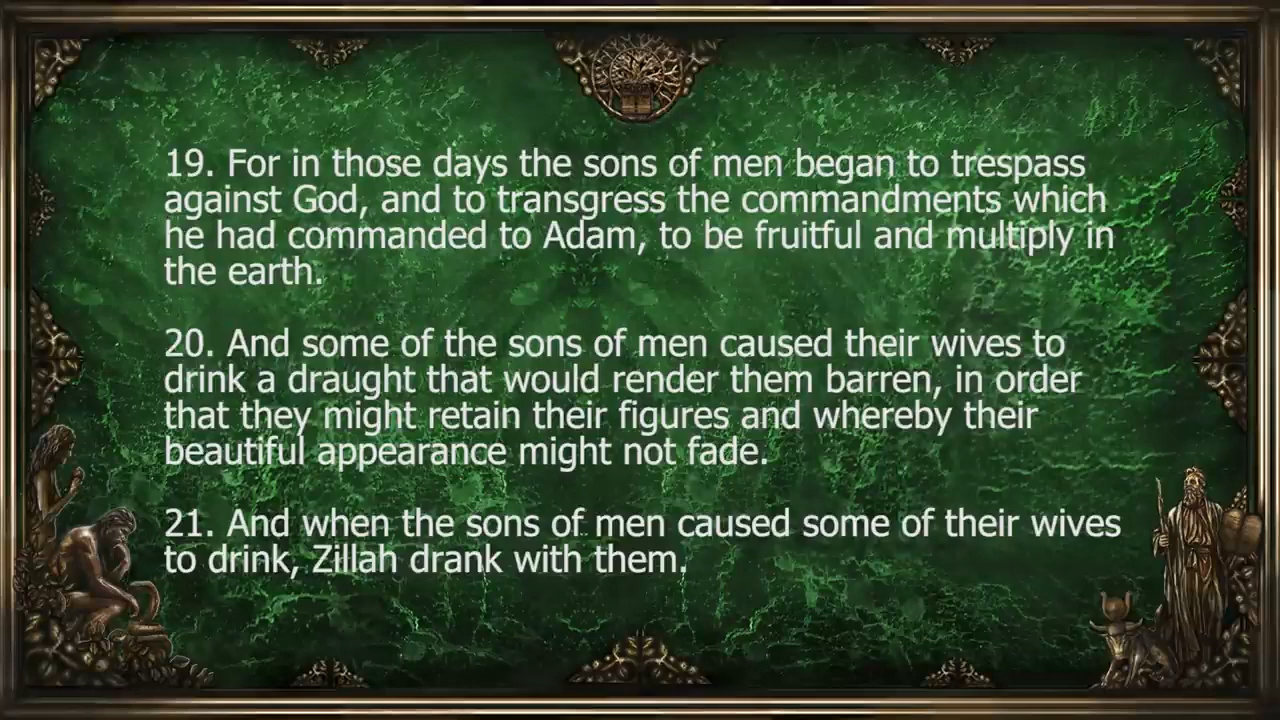 19. For in those days the sons of men began to trespass
against God, and to transgress the commandments which
he had commanded to Adam, to be fruitful and multiply in
the earth.
20. And some of the sons of men caused their wives to
drink a draught that would render them barren, in order
that they might retain their figures and whereby their
beautiful appearance might not fade.
21. And when the sons of men caused some of their wives
to drink, Zillah drank with them.